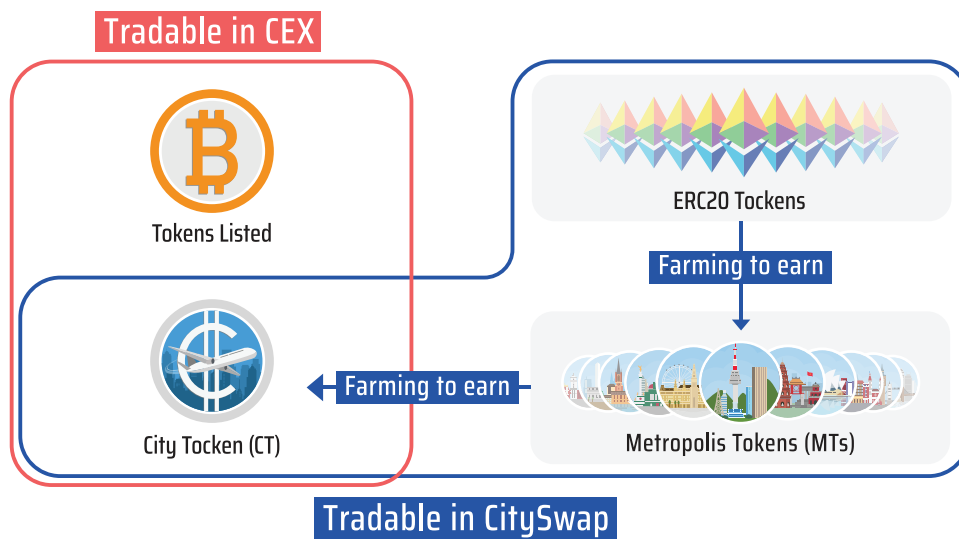 Tradable in CEX
Tokens Listed
ERC20 Tockens
Farming to earn
City Tocken (CT)
Farming to earn
Metropolis Tokens (MTs)
Tradable in CitySwap